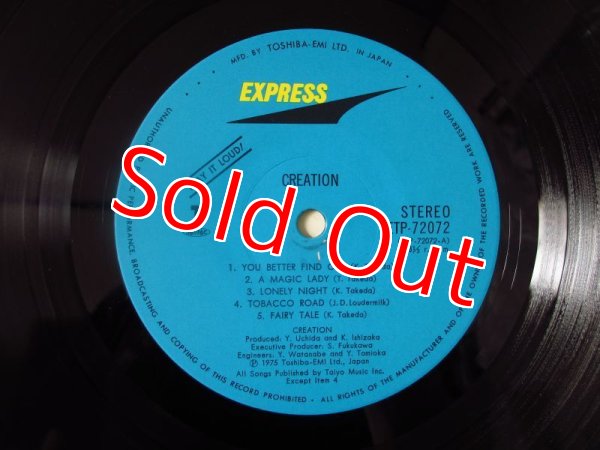 MFD. BY TOSHIBA-EMI LTD. IN JAPAN
EXPRESS
Y IT LOUD!
CREATION
STEREO
TP-72072
1. YOU BETTER FIND
2. A MAGIC LADY (T. Takeda)
3. LONELY NIGHT (K. Takeda)
4. TOBACCO ROAD (J.D. Loudermilk)
5. FAIRY TALE (K. Takeda)
CREATION
Produced: Y. Uchida and K. Ishizaka
Executive Producer: S. Fukukawa
Engineers: Y. Watanabe and Y. Tomioka
Ⓟ 1975 Toshiba-EMI Ltd., Japan
All Songs Published by Taiyo Music Inc.
Except Item 4
PERFORMANCE, BROADCASTING AND COPYING OF THIS RECORD PROHIBITED • ALL RIGHTS OF THE OWNER OF THE RECORDED WORK ARE RESERVED
Sold Out